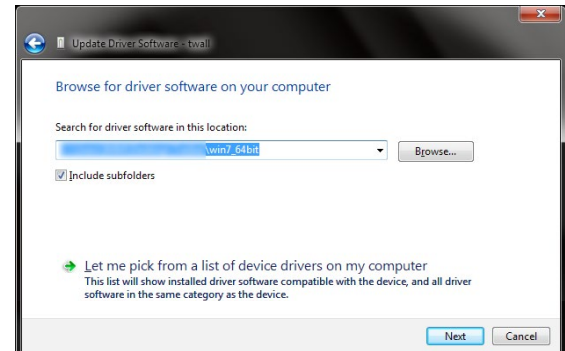 Update Driver Software - twall
Browse for driver software on your computer
Search for driver software in this location:
\win7_64bit
Browse...
Include subfolders
Let me pick from a list of device drivers on my computer
This list will show installed driver software compatible with the device, and all driver
software in the same category as the device.
Next
Cancel